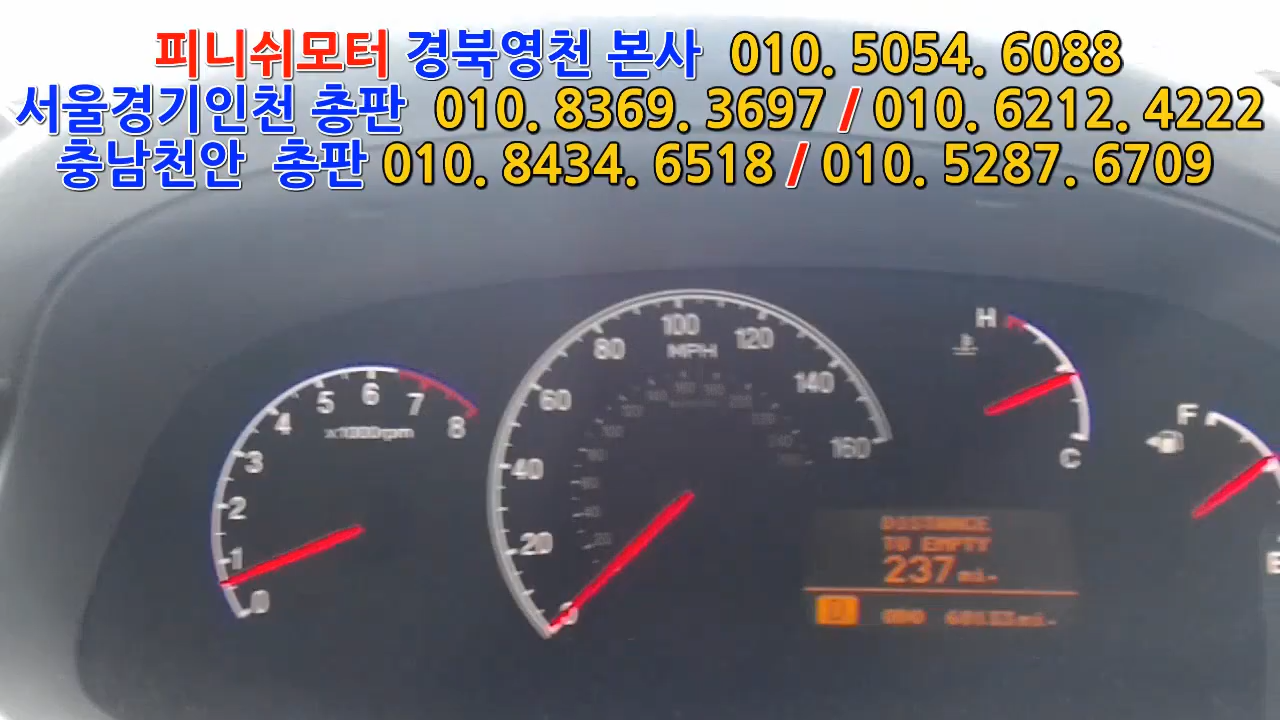 피니쉬모터 경북영천 본사 010. 5054. 6088
서울경기인천 총판 010. 8369. 3697 / 010. 6212. 4222
충남천안 총판 010. 8434. 6518 / 010. 5287. 6709
0 1 2 3 4 5 6 7 8
x1000rpm
0 20 40 60 80 100 120 140 160
MPH
H
C
F
E
DISTANCE
TO EMPTY
237 mi.
D ODO mi.